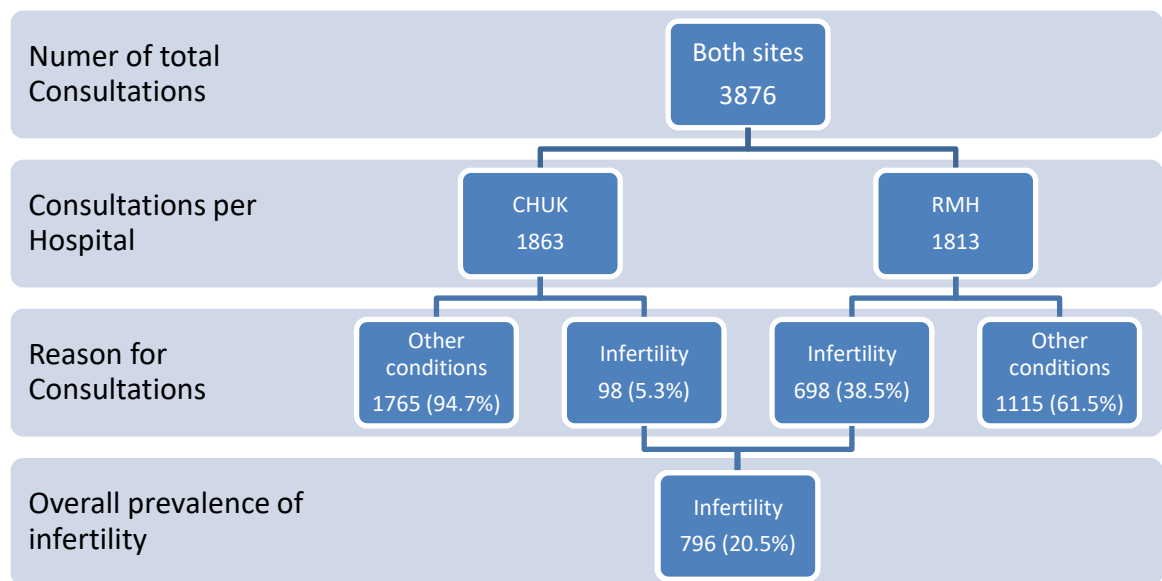 Numer of total
Consultations
Both sites
3876
Consultations per
Hospital
CHUK
1863
RMH
1813
Reason for
Consultations
Other
conditions
1765 (94.7%)
Infertility
98 (5.3%)
Infertility
698 (38.5%)
Other
conditions
1115 (61.5%)
Overall prevalence of
infertility
Infertility
796 (20.5%)